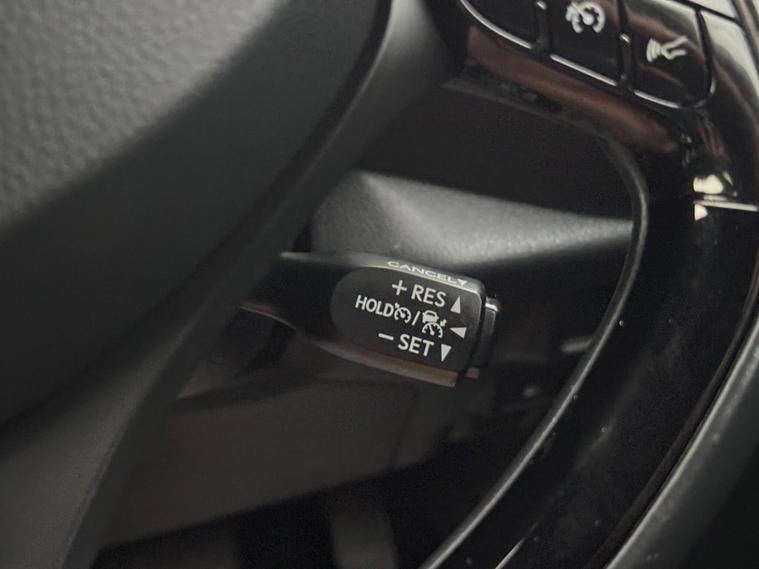 CANCEL
+ RES
HOLD /
− SET